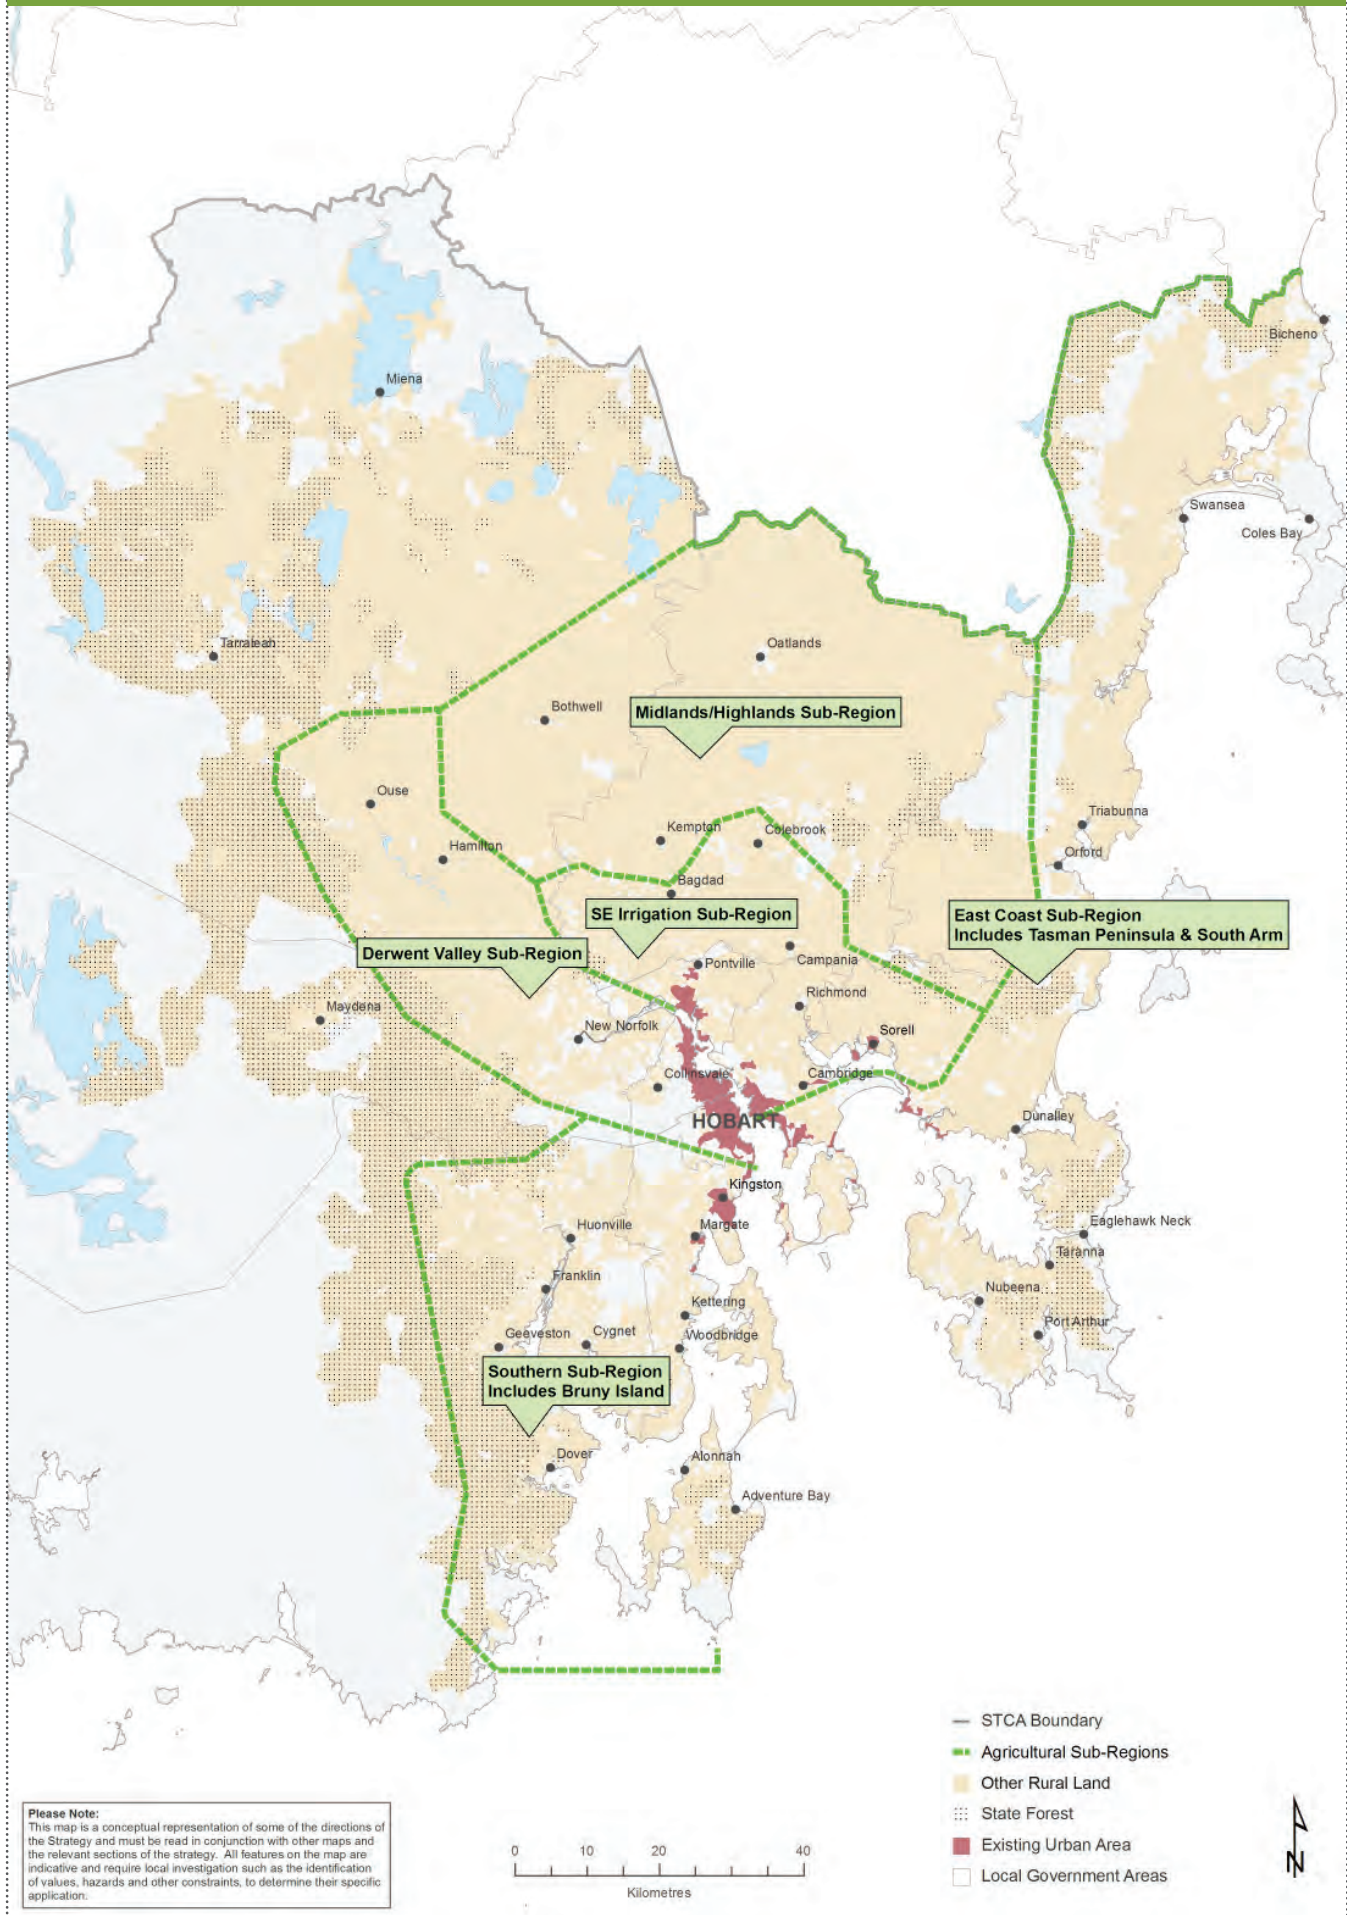 Bicheno
Miena
Swansea
Coles Bay
Tarraleah
Oatlands
Bothwell
Midlands/Highlands Sub-Region
Ouse
Triabunna
Kempton
Colebrook
Hamilton
Orford
Bagdad
SE Irrigation Sub-Region
East Coast Sub-Region
Includes Tasman Peninsula & South Arm
Derwent Valley Sub-Region
Pontville
Campania
Richmond
Maydena
New Norfolk
Sorell
Collinsvale
Cambridge
HOBART
Dunalley
Kingston
Huonville
Margate
Eaglehawk Neck
Taranna
Franklin
Nubeena
Kettering
Port Arthur
Geeveston
Cygnet
Woodbridge
Southern Sub-Region
Includes Bruny Island
Dover
Alonnah
Adventure Bay
STCA Boundary
Agricultural Sub-Regions
Other Rural Land
State Forest
Existing Urban Area
Local Government Areas
Please Note:
This map is a conceptual representation of some of the directions of
the Strategy and must be read in conjunction with other maps and
the relevant sections of the strategy. All features on the map are
indicative and require local investigation such as the identification
of values, hazards and other constraints, to determine their specific
application.
0 10 20 40
Kilometres
N